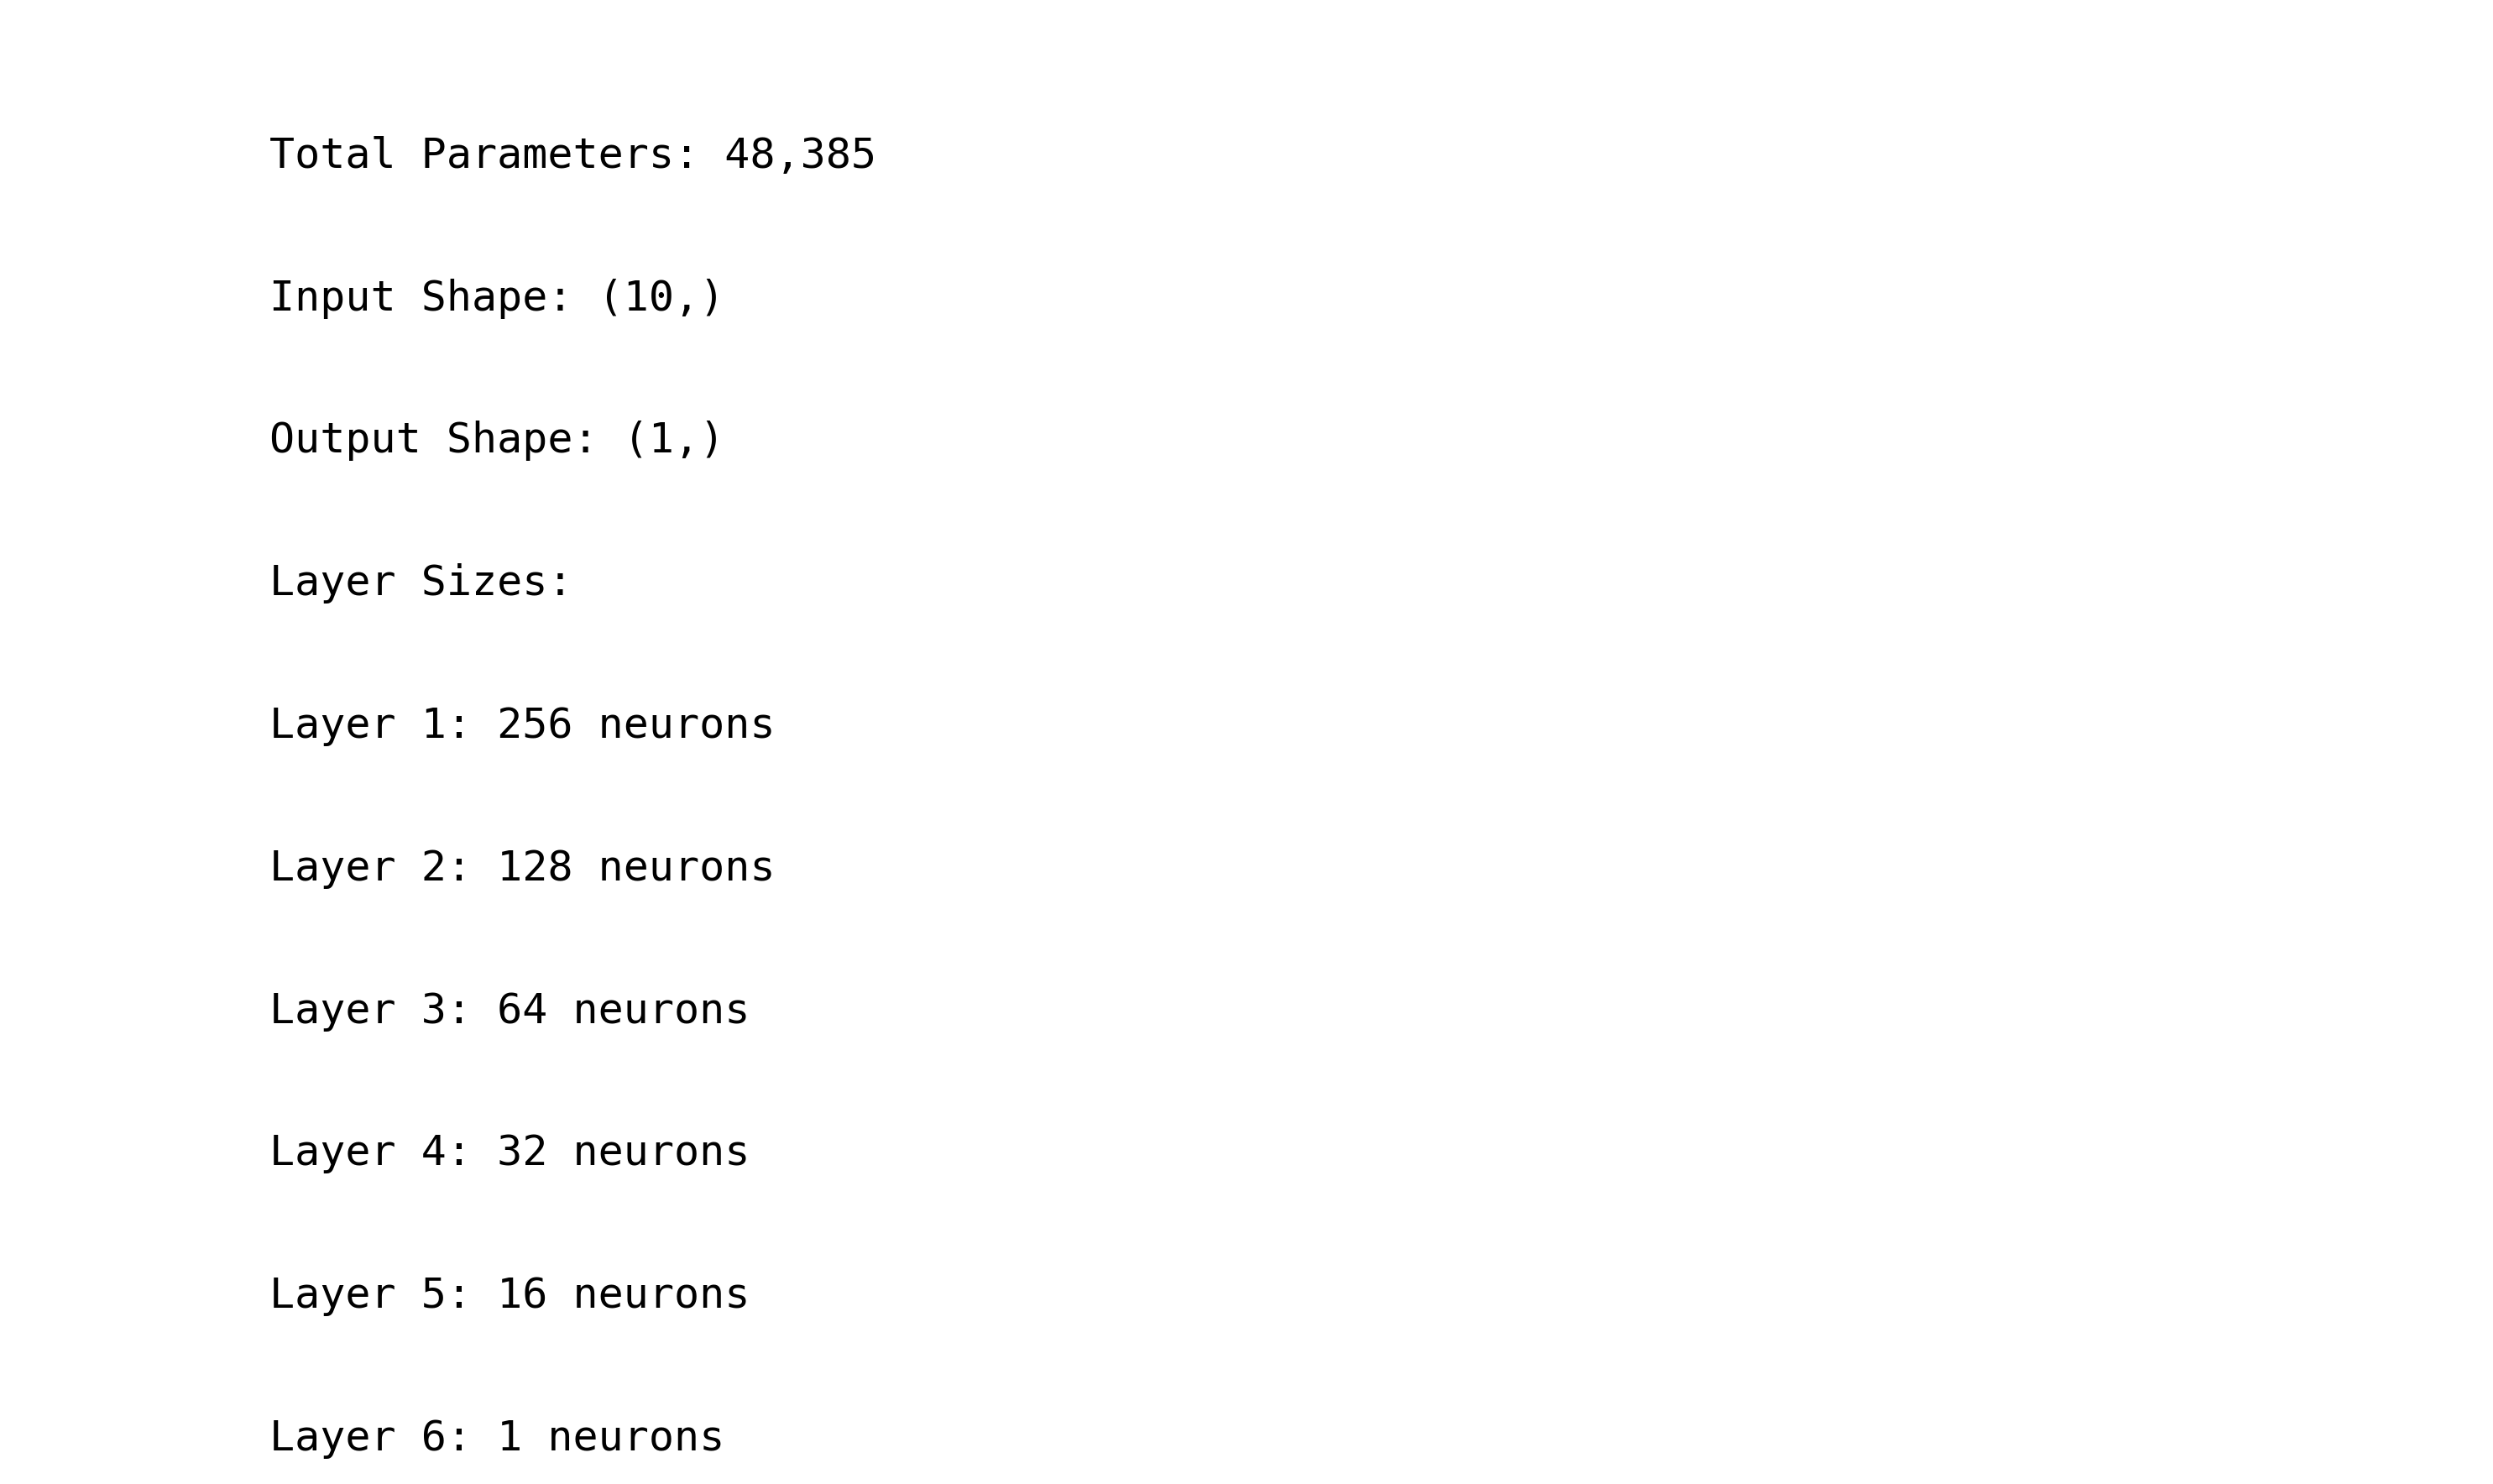 Total Parameters: 48,385
Input Shape: (10,)
Output Shape: (1,)
Layer Sizes:
Layer 1: 256 neurons
Layer 2: 128 neurons
Layer 3: 64 neurons
Layer 4: 32 neurons
Layer 5: 16 neurons
Layer 6: 1 neurons